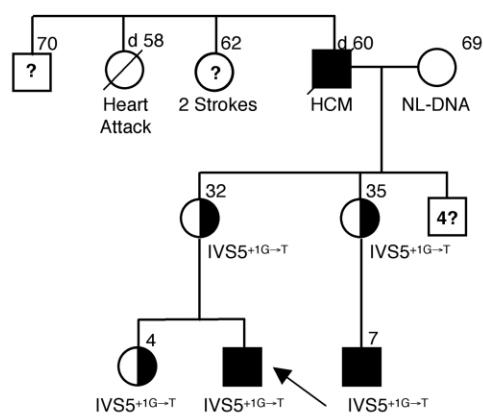 70
d 58
62
d 60
69
?
?
Heart
Attack
2 Strokes
HCM
NL-DNA
32
35
4?
IVS5+1G→T
IVS5+1G→T
4
7
IVS5+1G→T
IVS5+1G→T
IVS5+1G→T